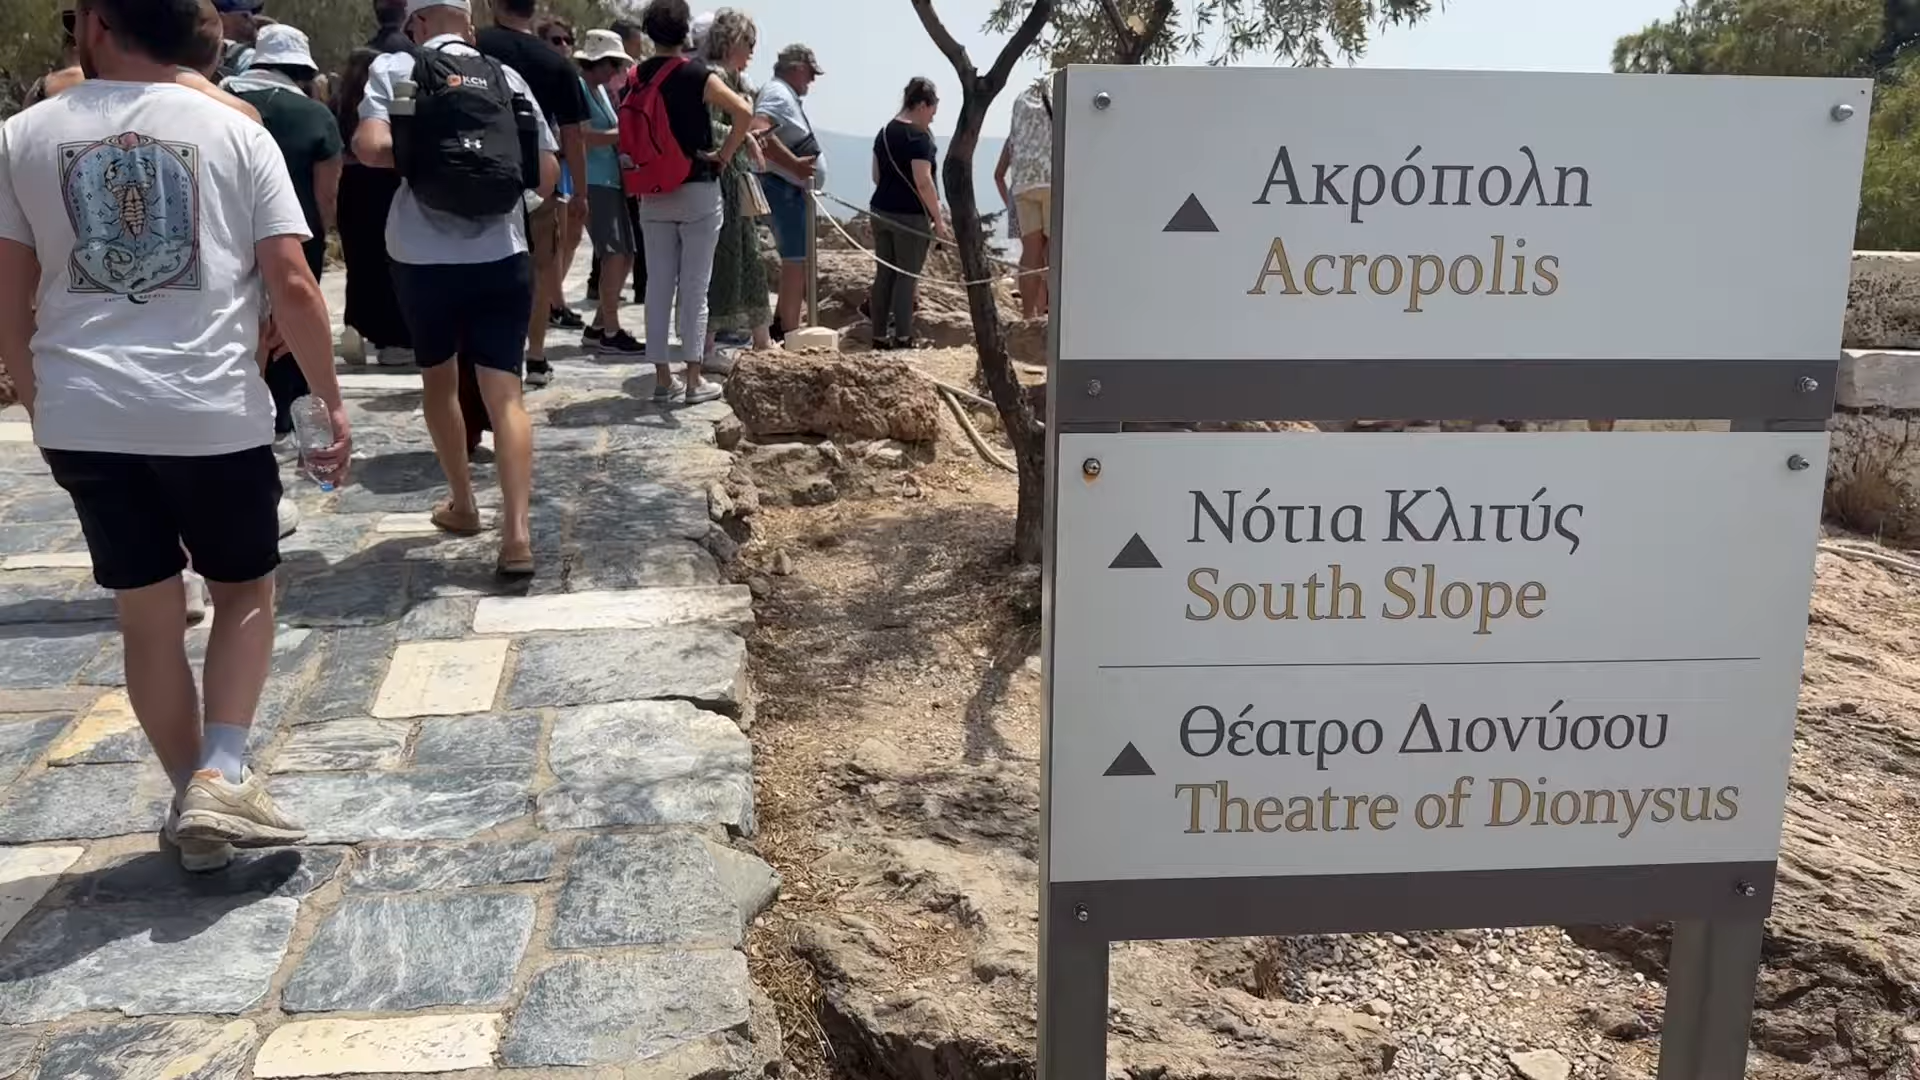 KCH
Ακρόπολη
Acropolis
Νότια Κλιτύς
South Slope
Θέατρο Διονύσου
Theatre of Dionysus